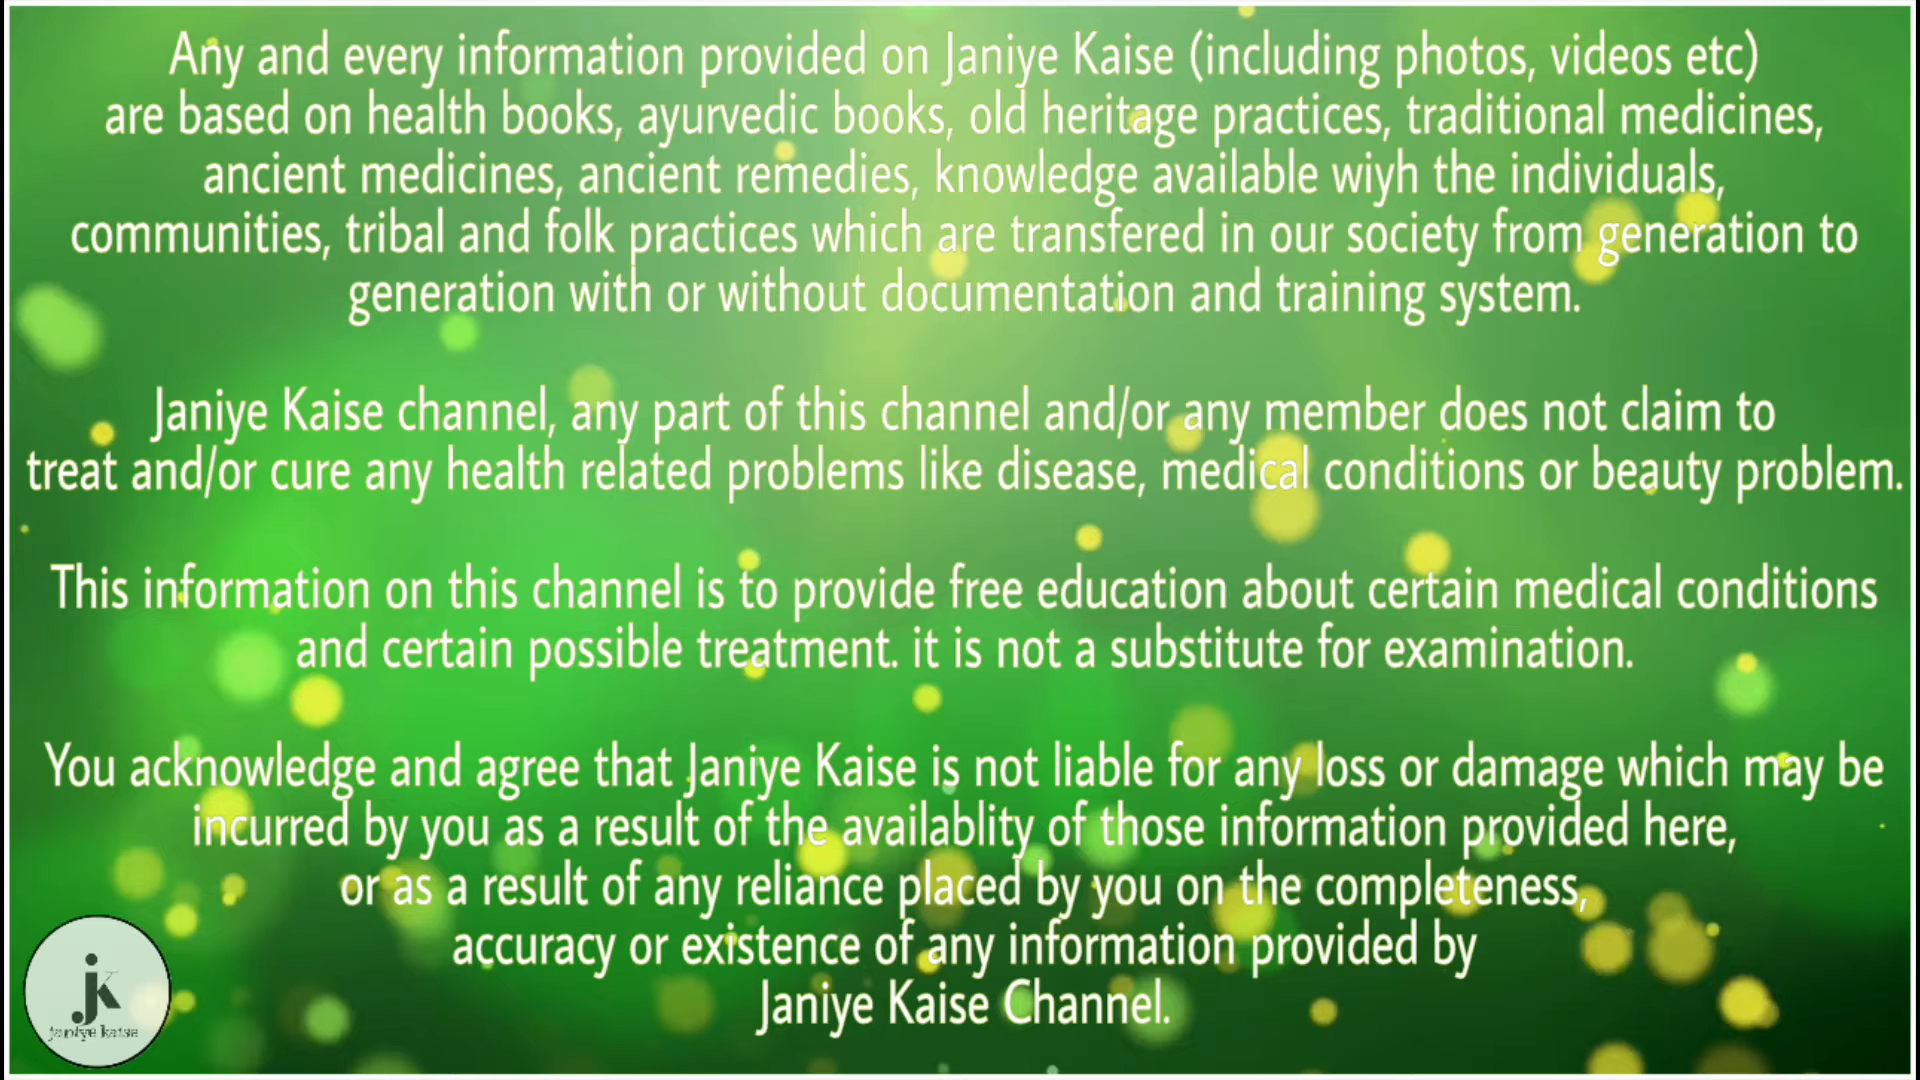 Any and every information provided on Janiye Kaise (including photos, videos etc)
are based on health books, ayurvedic books, old heritage practices, traditional medicines,
ancient medicines, ancient remedies, knowledge available wiyh the individuals,
communities, tribal and folk practices which are transfered in our society from generation to
generation with or without documentation and training system.
Janiye Kaise channel, any part of this channel and/or any member does not claim to
treat and/or cure any health related problems like disease, medical conditions or beauty problem.
This information on this channel is to provide free education about certain medical conditions
and certain possible treatment. it is not a substitute for examination.
You acknowledge and agree that Janiye Kaise is not liable for any loss or damage which may be
incurred by you as a result of the availablity of those information provided here,
or as a result of any reliance placed by you on the completeness,
accuracy or existence of any information provided by
Janiye Kaise Channel.
jk
janiye kaise